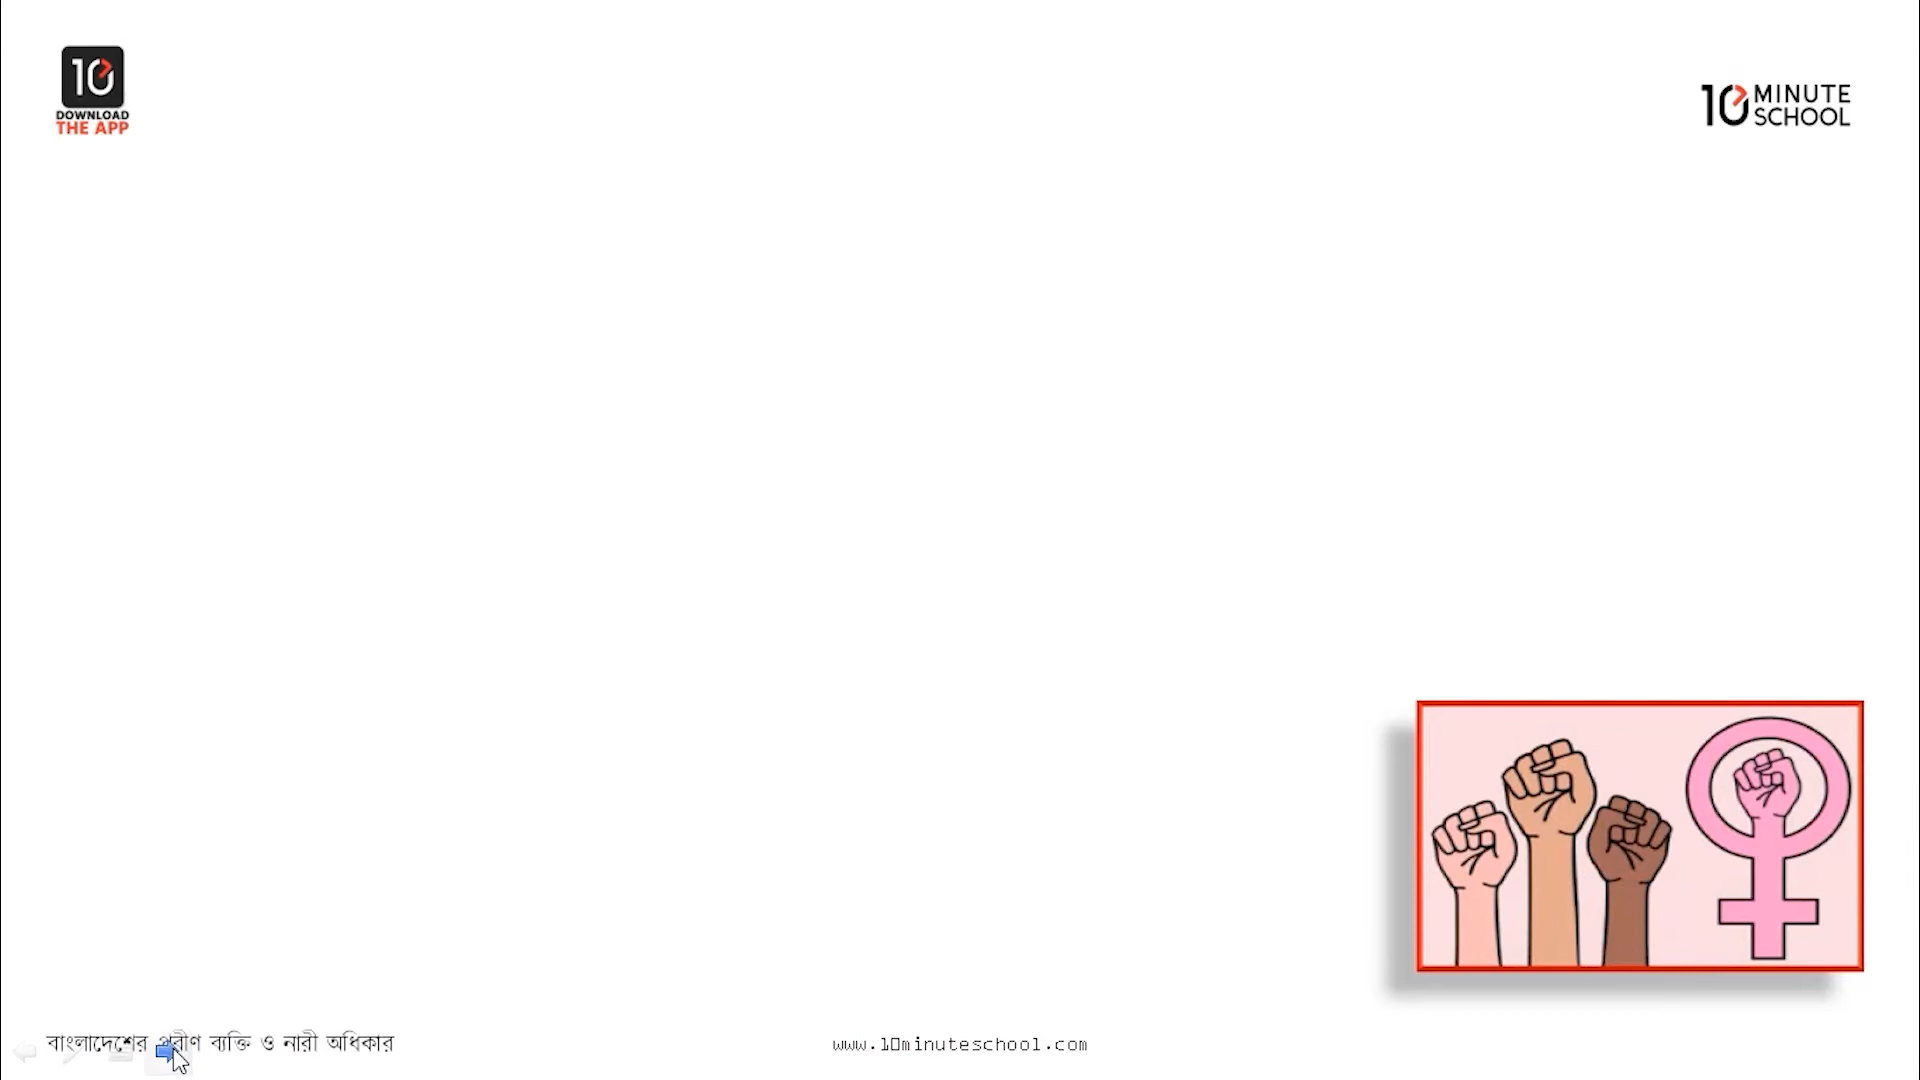 10
DOWNLOAD
THE APP
10 MINUTE
SCHOOL
বাংলাদেশের প্রবীণ ব্যক্তি ও নারী অধিকার
www.10minuteschool.com